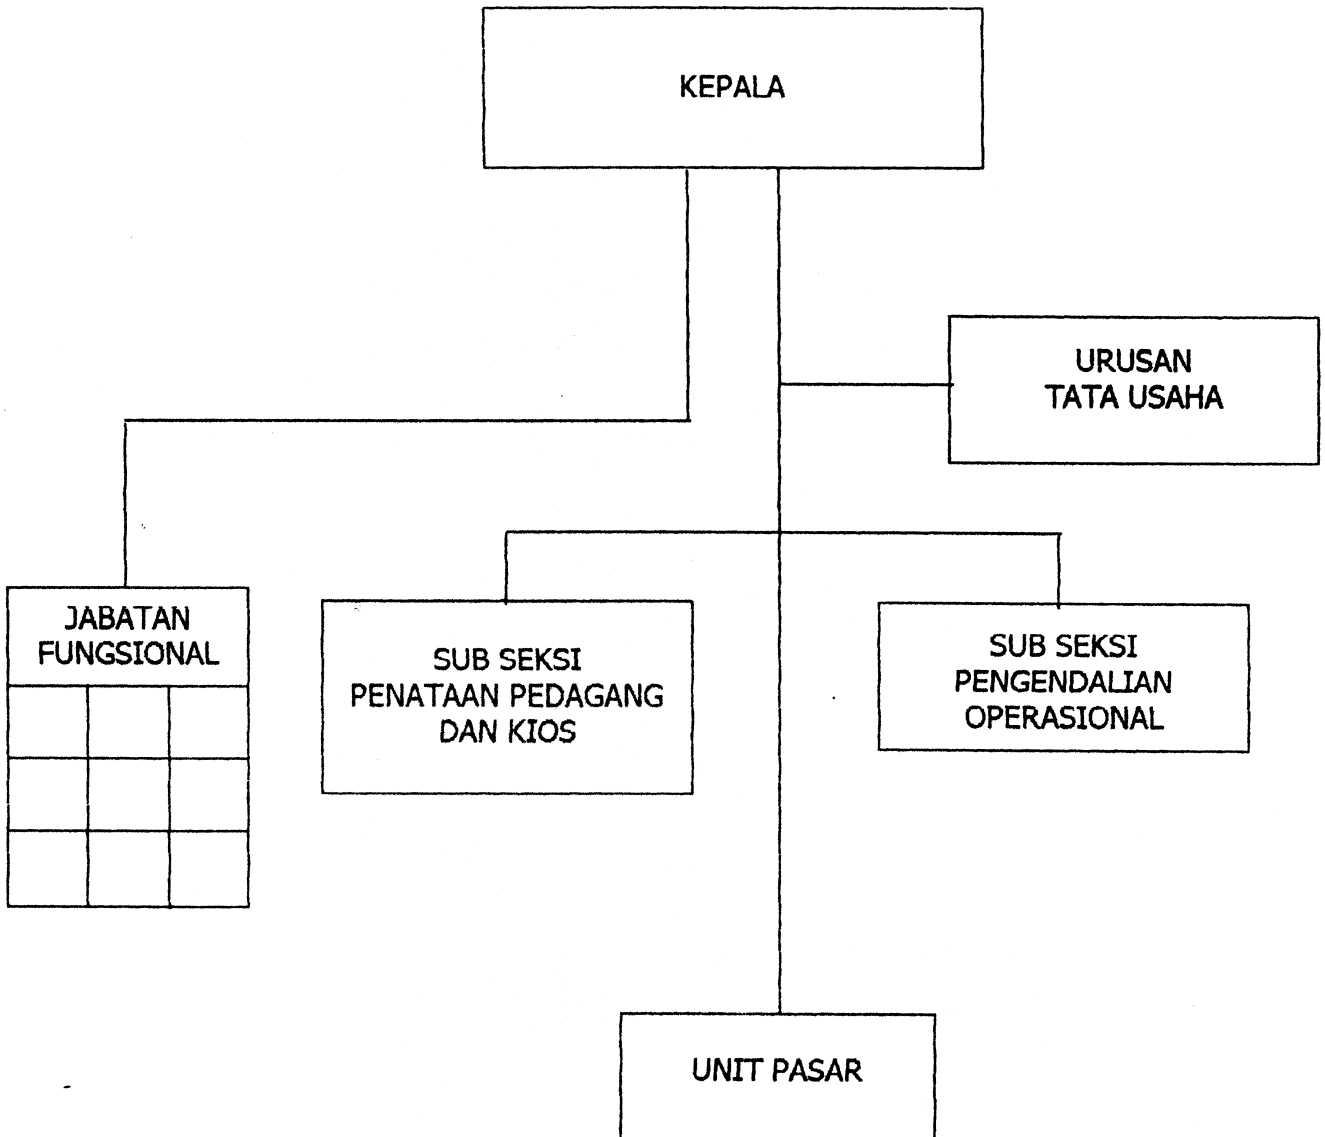 KEPALA
URUSAN
TATA USAHA
JABATAN
FUNGSIONAL
SUB SEKSI
PENATAAN PEDAGANG
DAN KIOS
SUB SEKSI
PENGENDALIAN
OPERASIONAL
UNIT PASAR